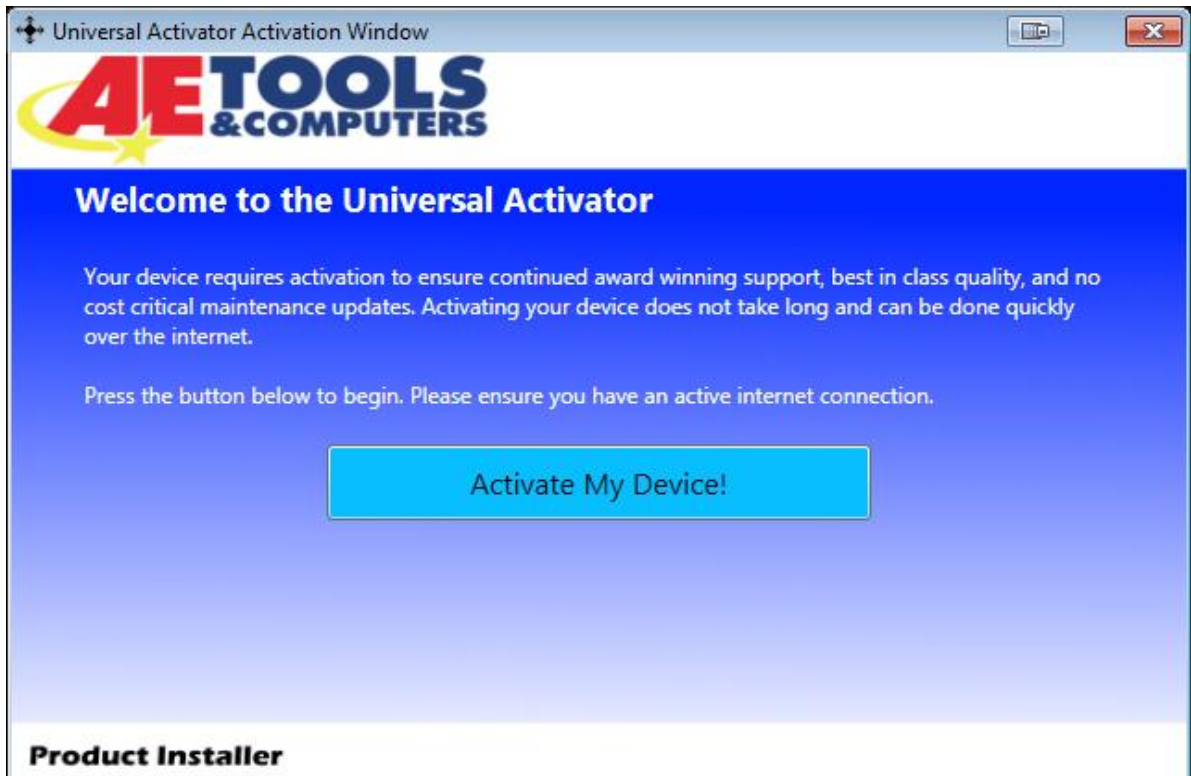 Universal Activator Activation Window
AE TOOLS
&COMPUTERS
Welcome to the Universal Activator
Your device requires activation to ensure continued award winning support, best in class quality, and no
cost critical maintenance updates. Activating your device does not take long and can be done quickly
over the internet.
Press the button below to begin. Please ensure you have an active internet connection.
Activate My Device!
Product Installer